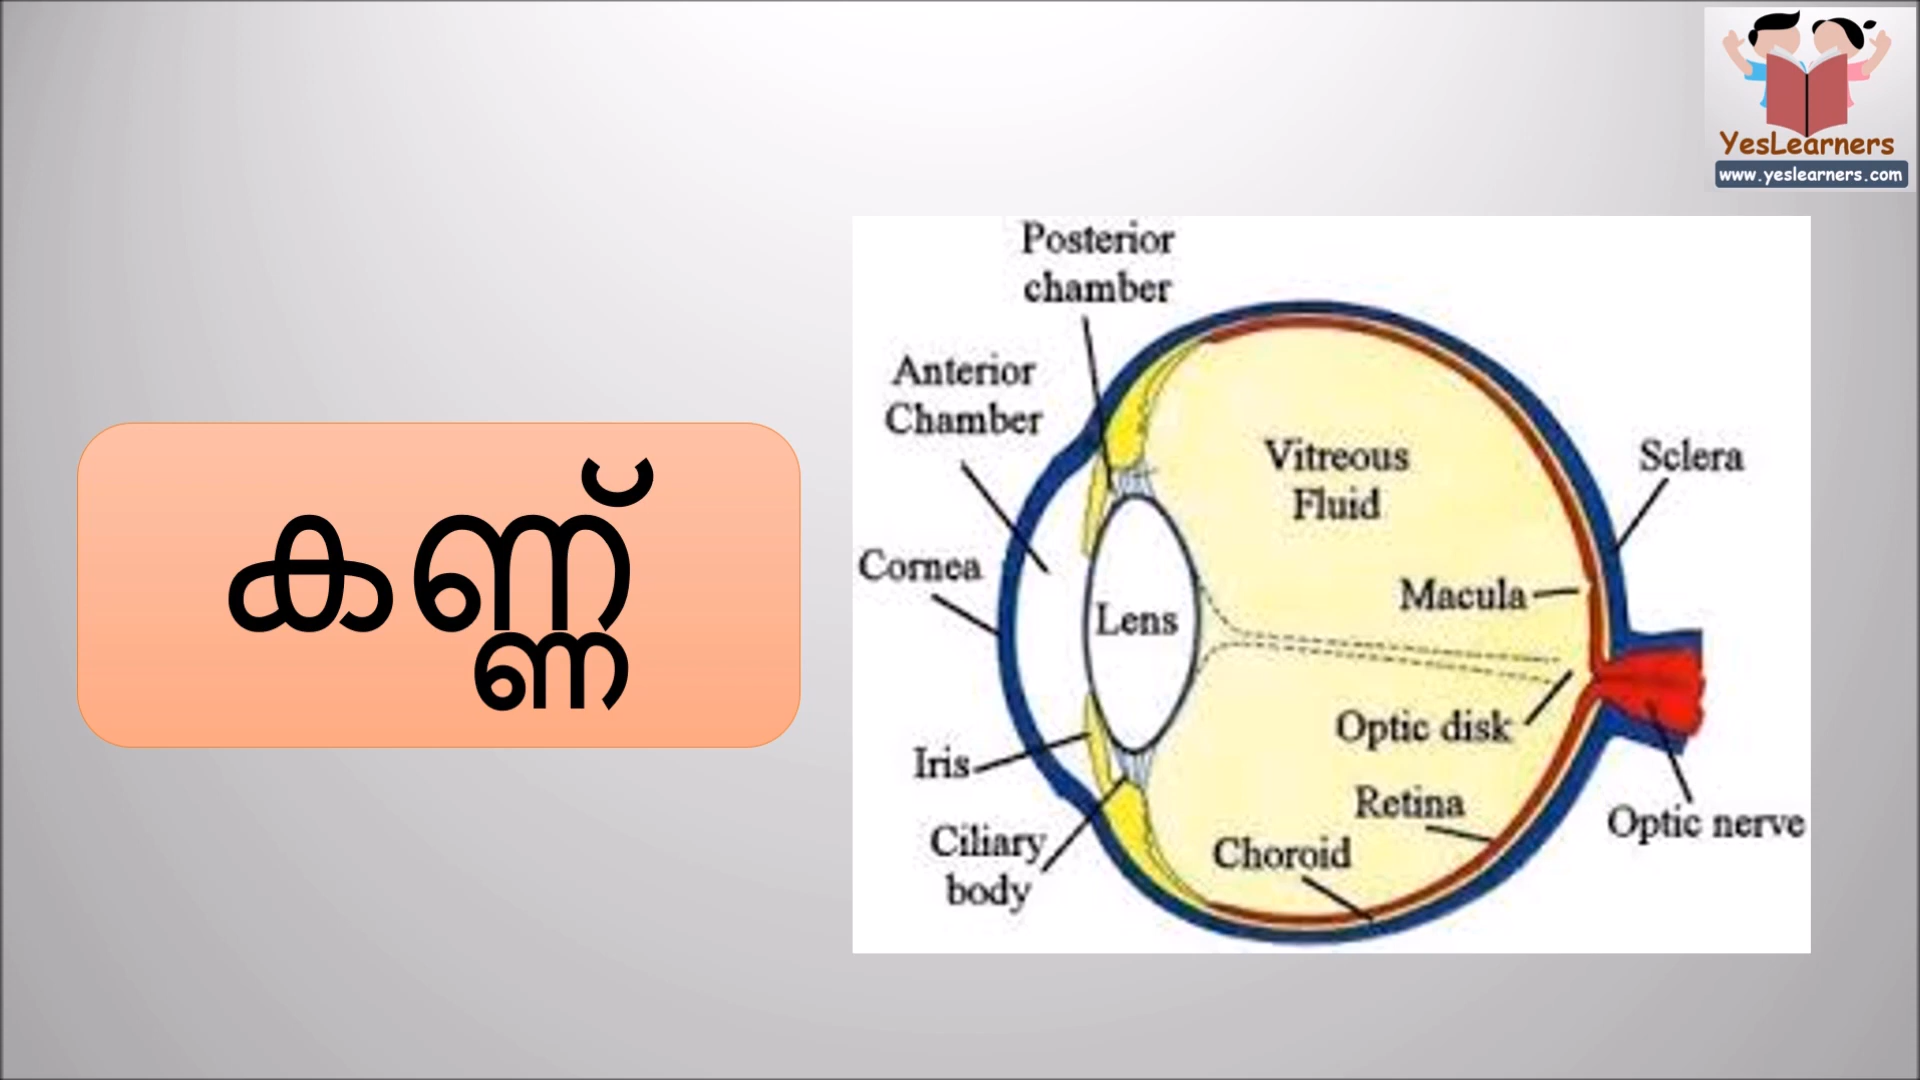 YesLearners
www.yeslearners.com
കണ്ണ്
Posterior
chamber
Anterior
Chamber
Cornea
Iris
Ciliary
body
Lens
Vitreous
Fluid
Sclera
Macula
Optic disk
Retina
Choroid
Optic nerve